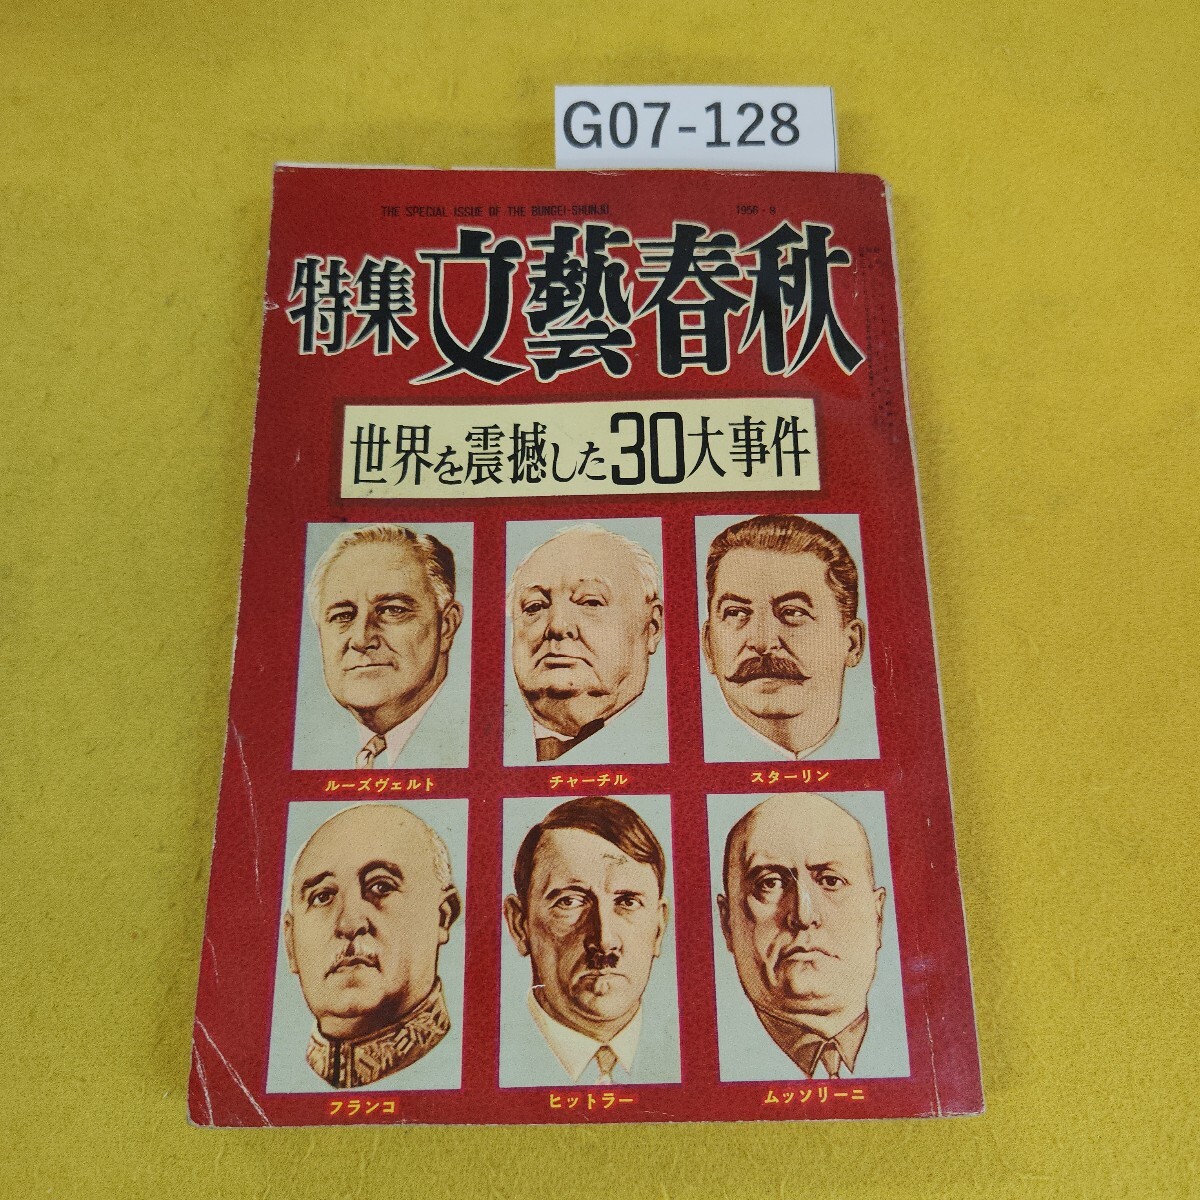 G07-128
THE SPECIAL ISSUE OF THE BUNGEI-SHUNJU
1956・8
特集 文藝春秋
世界を震撼した30大事件
ルーズヴェルト
チャーチル
スターリン
フランコ
ヒットラー
ムッソリーニ